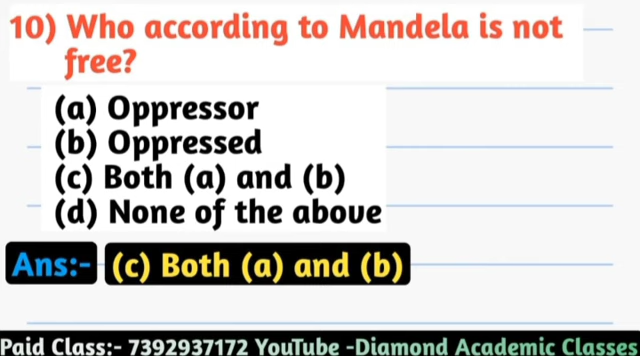 10) Who according to Mandela is not
free?
(a) Oppressor
(b) Oppressed
(c) Both (a) and (b)
(d) None of the above
Ans:- (c) Both (a) and (b)
Paid Class:- 7392937172 YouTube -Diamond Academic Classes